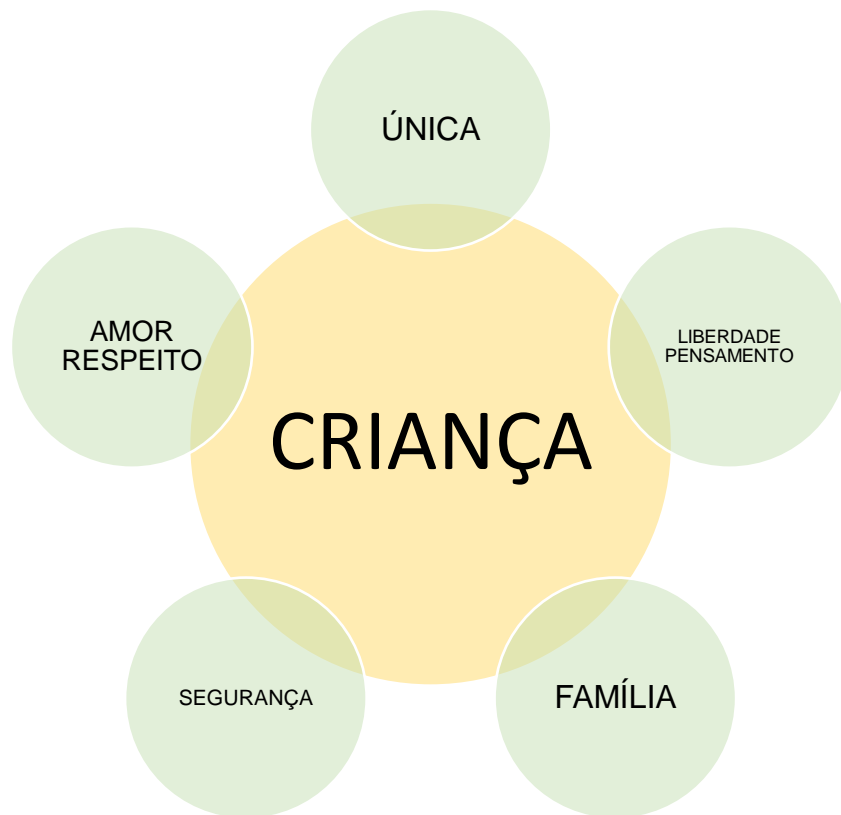 ÚNICA
AMOR
RESPEITO
LIBERDADE
PENSAMENTO
CRIANÇA
SEGURANÇA
FAMÍLIA